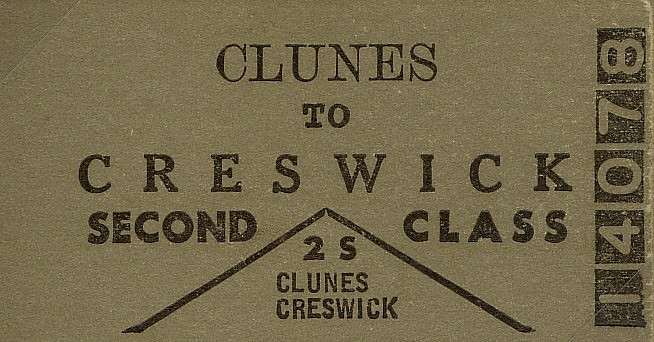 CLUNES
TO
CRESWICK
SECOND CLASS
2 S
CLUNES
CRESWICK
14078